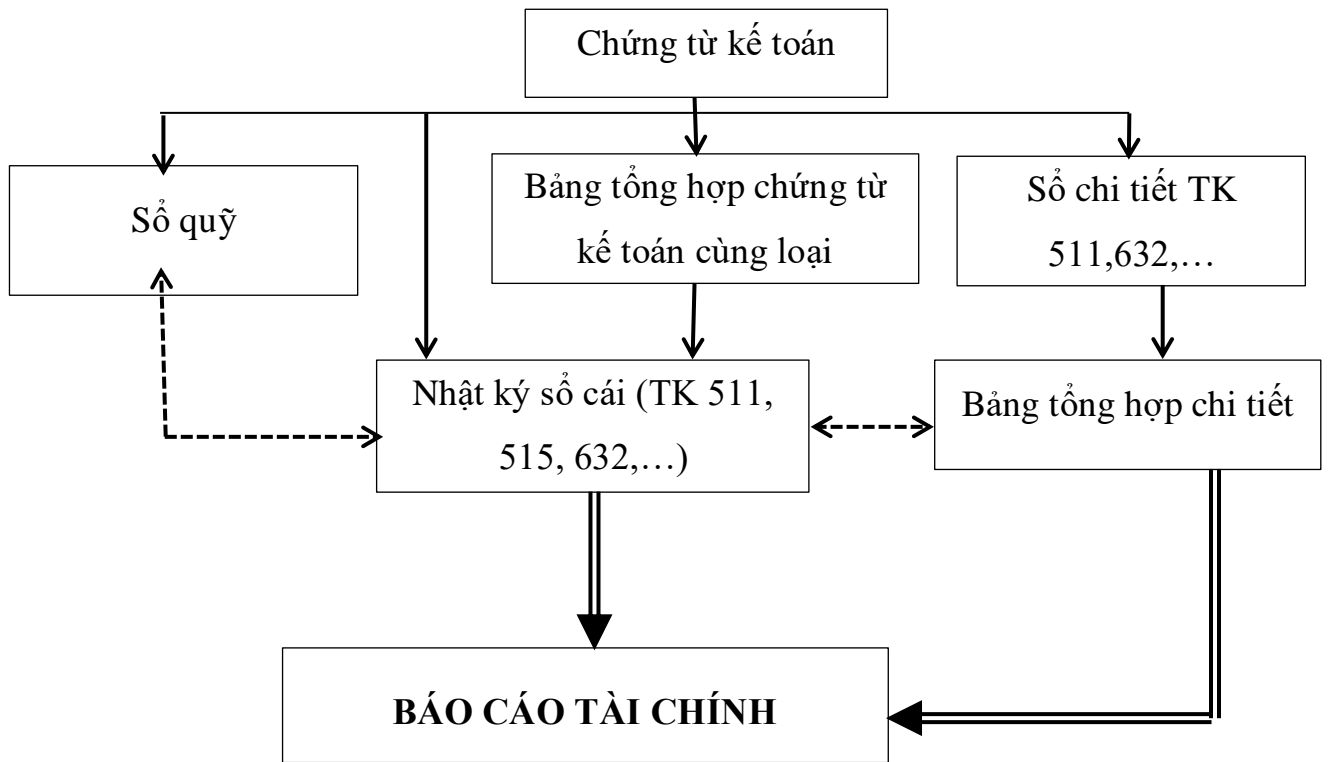 Chứng từ kế toán
Sổ quỹ
Bảng tổng hợp chứng từ
kế toán cùng loại
Sổ chi tiết TK
511,632,…
Nhật ký sổ cái (TK 511,
515, 632,…)
Bảng tổng hợp chi tiết
BÁO CÁO TÀI CHÍNH